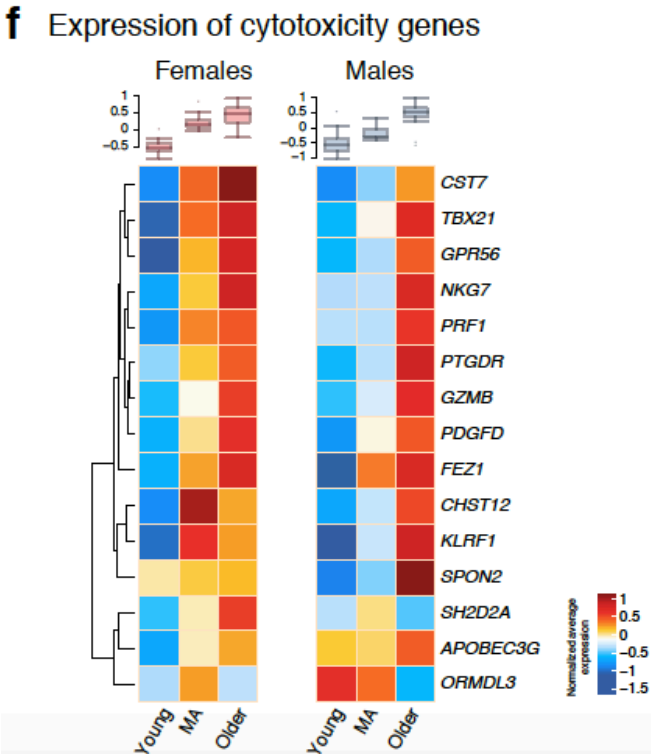 f Expression of cytotoxicity genes
Females Males
1
0.5
0
−0.5
1
0.5
0
−0.5
−1
CST7
TBX21
GPR56
NKG7
PRF1
PTGDR
GZMB
PDGFD
FEZ1
CHST12
KLRF1
SPON2
SH2D2A
APOBEC3G
ORMDL3
Young MA Older Young MA Older
Normalized average
expression
1
0.5
0
−0.5
−1
−1.5